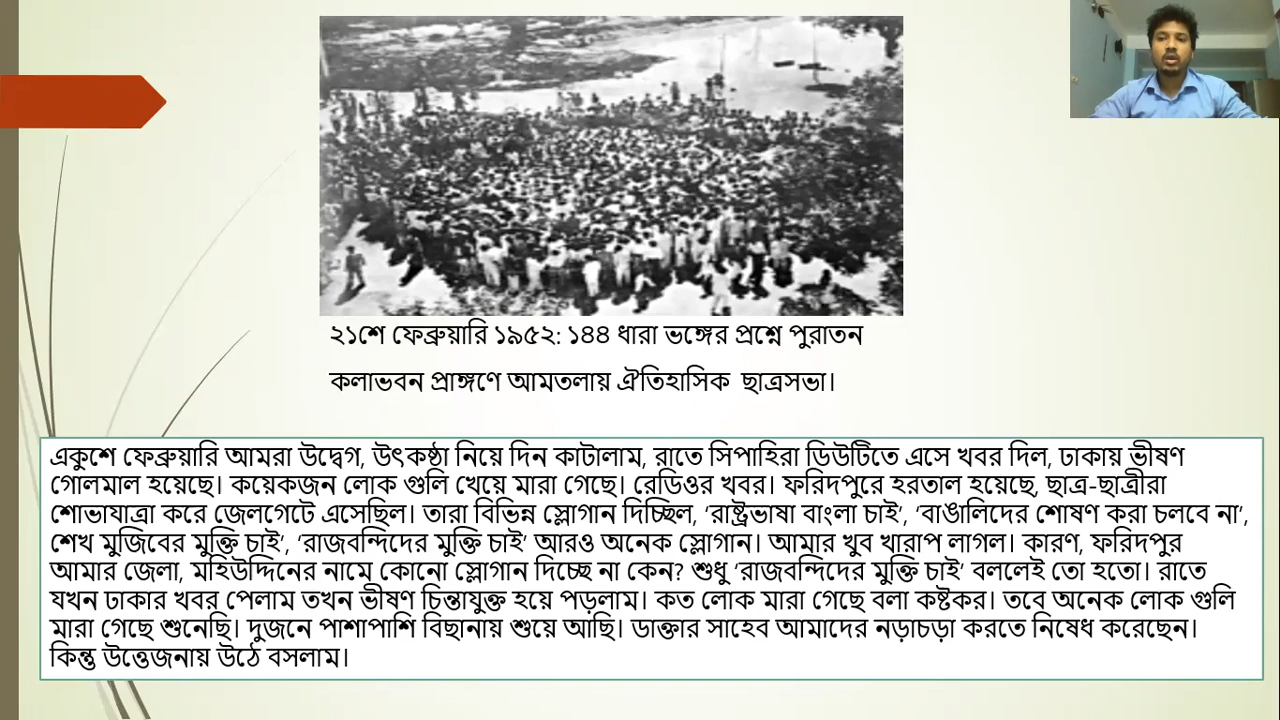 ২১শে ফেব্রুয়ারি ১৯৫২: ১৪৪ ধারা ভঙ্গের প্রশ্নে পুরাতন
কলাভবন প্রাঙ্গণে আমতলায় ঐতিহাসিক ছাত্রসভা।
একুশে ফেব্রুয়ারি আমরা উদ্বেগ, উৎকণ্ঠা নিয়ে দিন কাটালাম, রাতে সিপাহিরা ডিউটিতে এসে খবর দিল, ঢাকায় ভীষণ
গোলমাল হয়েছে। কয়েকজন লোক গুলি খেয়ে মারা গেছে। রেডিওর খবর। ফরিদপুরে হরতাল হয়েছে, ছাত্র-ছাত্রীরা
শোভাযাত্রা করে জেলগেটে এসেছিল। তারা বিভিন্ন স্লোগান দিচ্ছিল, ‘রাষ্ট্রভাষা বাংলা চাই’, ‘বাঙালিদের শোষণ করা চলবে না’,
শেখ মুজিবের মুক্তি চাই’, ‘রাজবন্দিদের মুক্তি চাই’ আরও অনেক স্লোগান। আমার খুব খারাপ লাগল। কারণ, ফরিদপুর
আমার জেলা, মহিউদ্দিনের নামে কোনো স্লোগান দিচ্ছে না কেন? শুধু ‘রাজবন্দিদের মুক্তি চাই’ বললেই তো হতো। রাতে
যখন ঢাকার খবর পেলাম তখন ভীষণ চিন্তাযুক্ত হয়ে পড়লাম। কত লোক মারা গেছে বলা কষ্টকর। তবে অনেক লোক গুলি
মারা গেছে শুনেছি। দুজনে পাশাপাশি বিছানায় শুয়ে আছি। ডাক্তার সাহেব আমাদের নড়াচড়া করতে নিষেধ করেছেন।
কিন্তু উত্তেজনায় উঠে বসলাম।